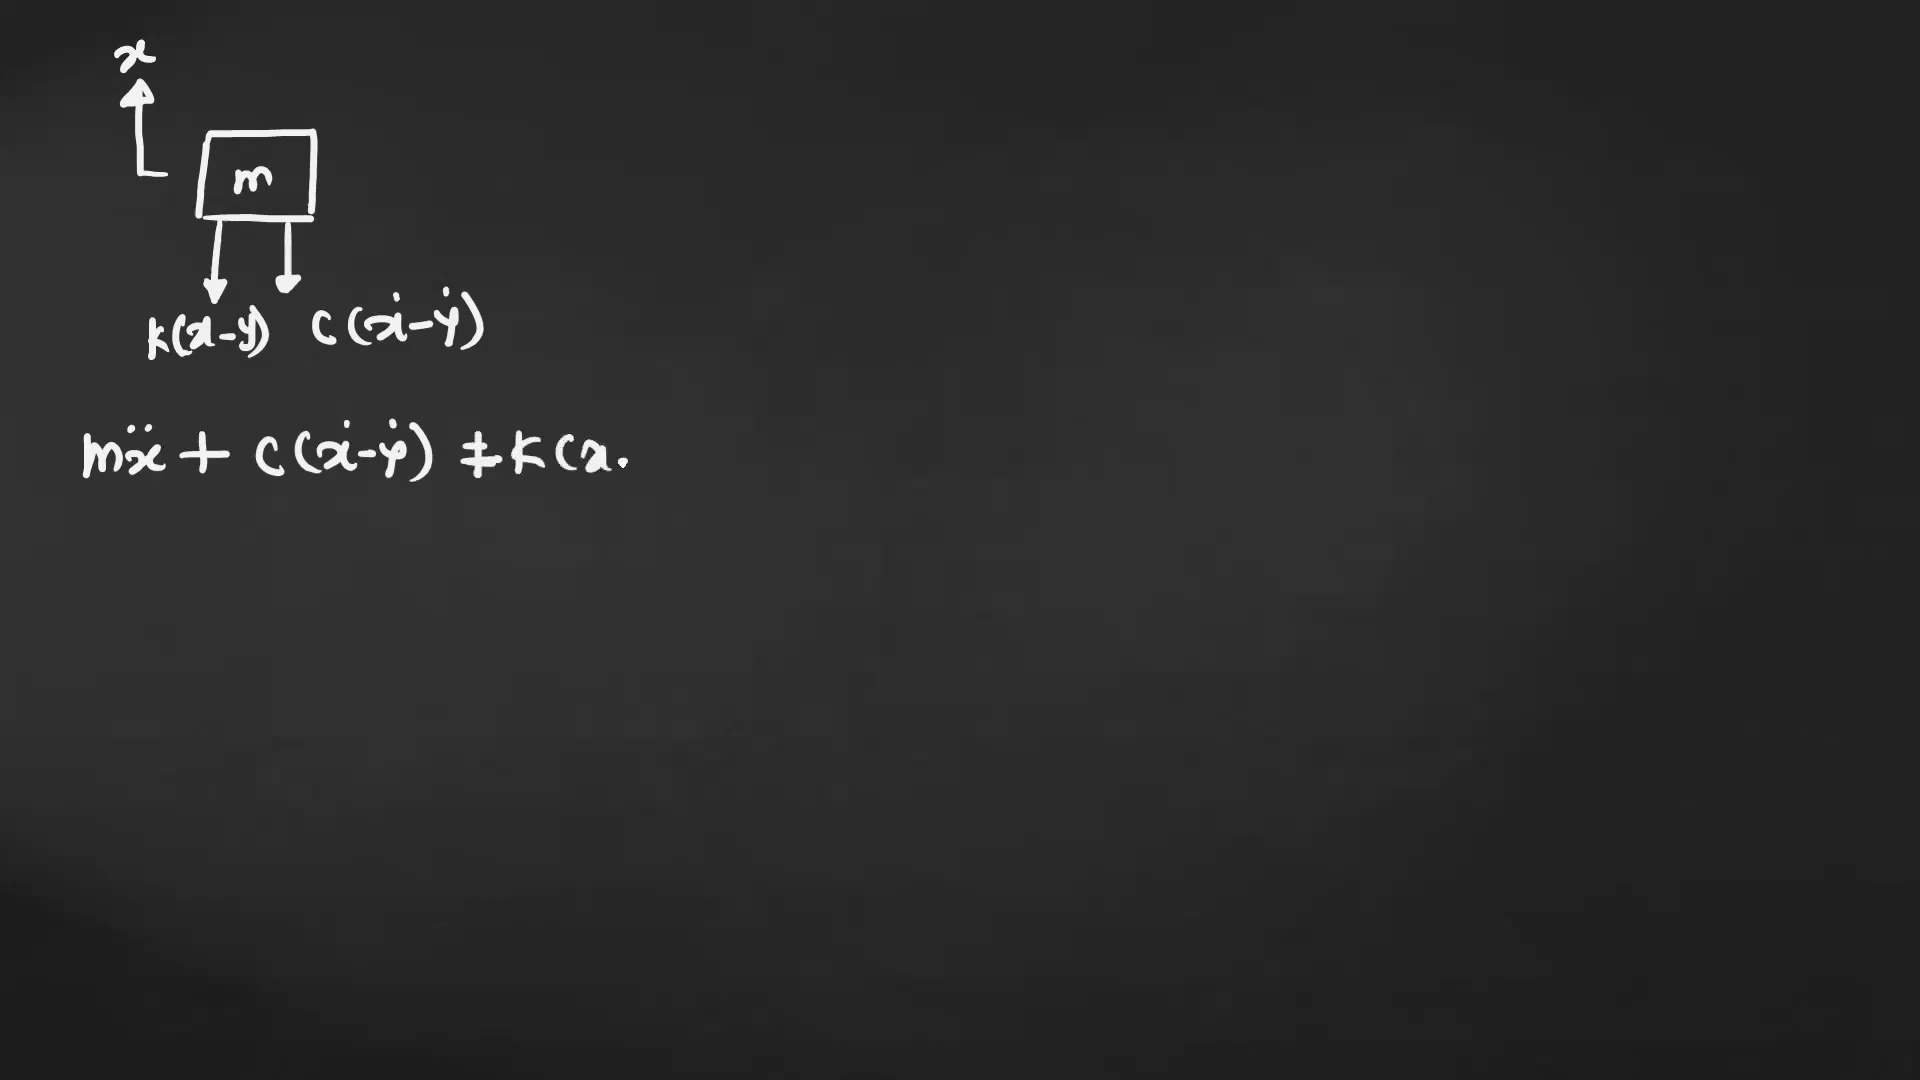 x
m
k(x-y) c(ẋ-ẏ)
mẍ + c(ẋ-ẏ) ‡ k(x.